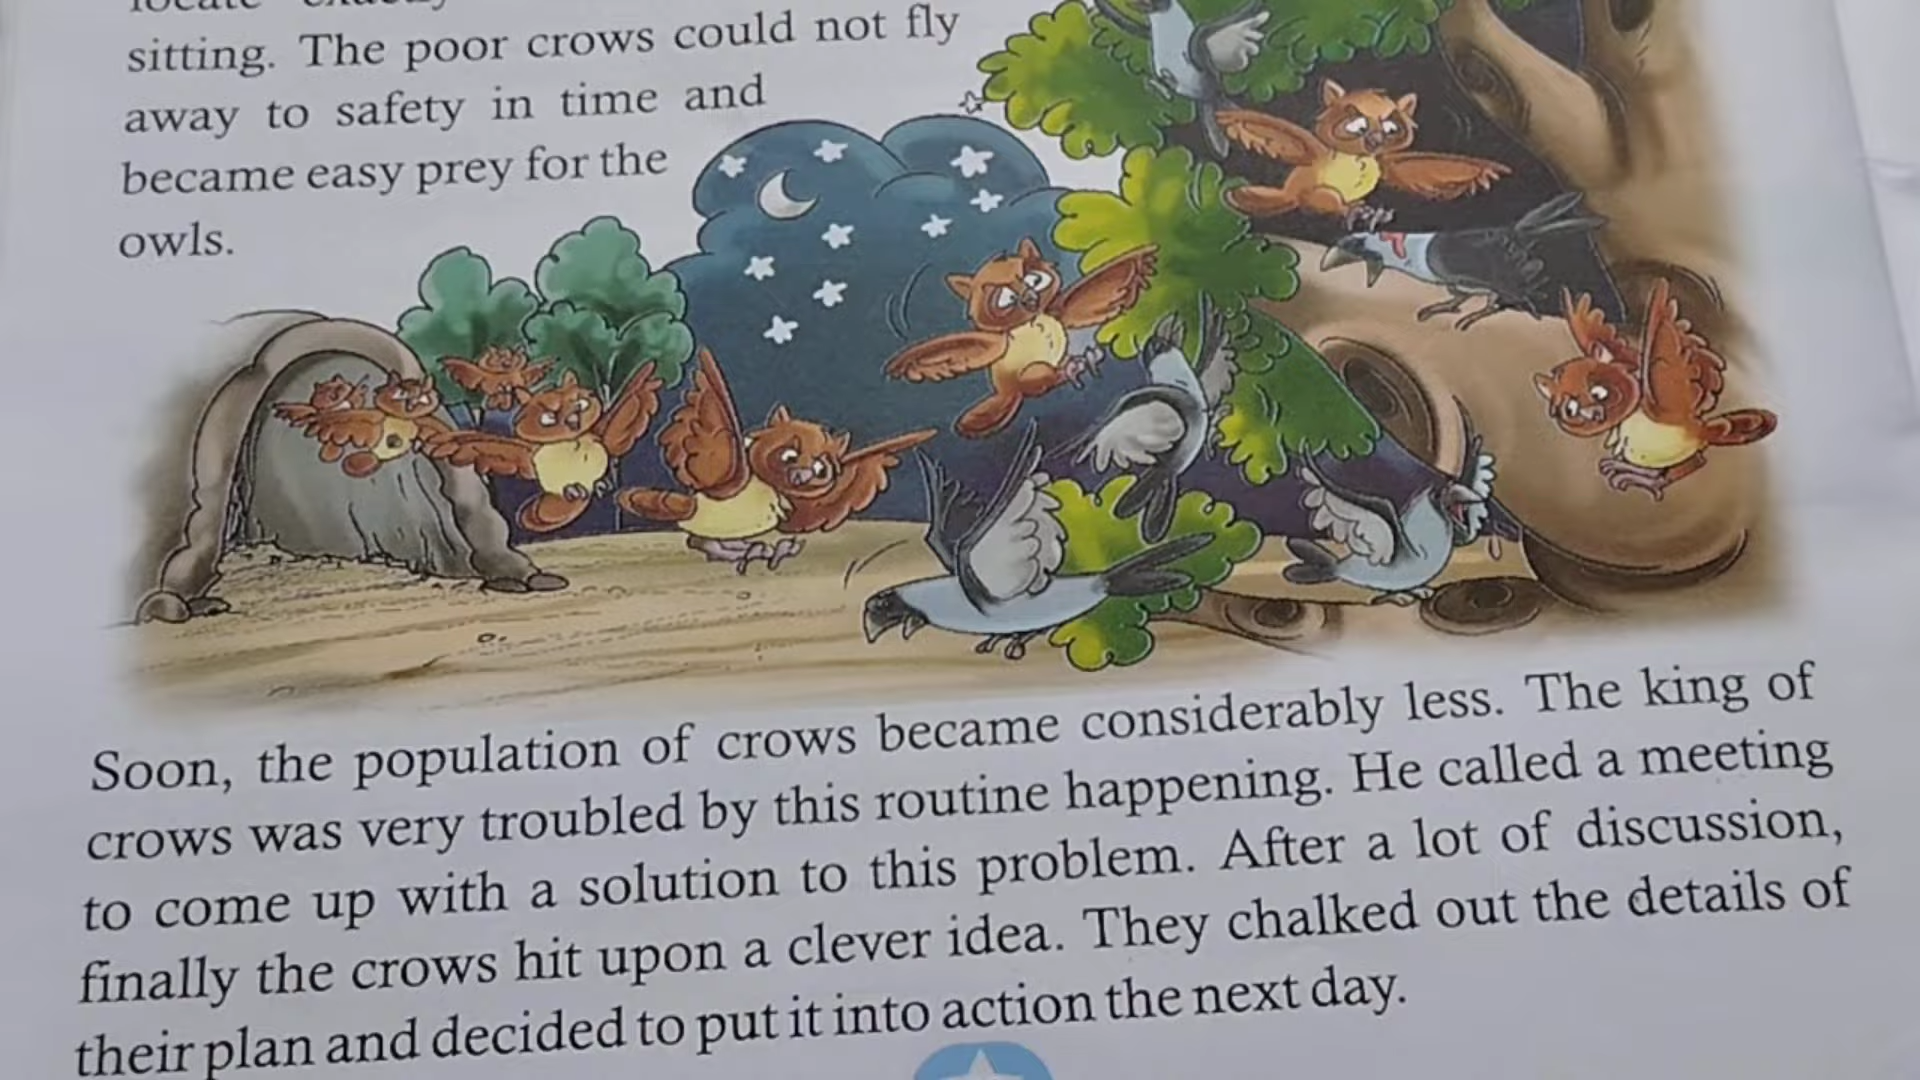 sitting. The poor crows could not fly
away to safety in time and
became easy prey for the
owls.
Soon, the population of crows became considerably less. The king of
crows was very troubled by this routine happening. He called a meeting
to come up with a solution to this problem. After a lot of discussion,
finally the crows hit upon a clever idea. They chalked out the details of
their plan and decided to put it into action the next day.